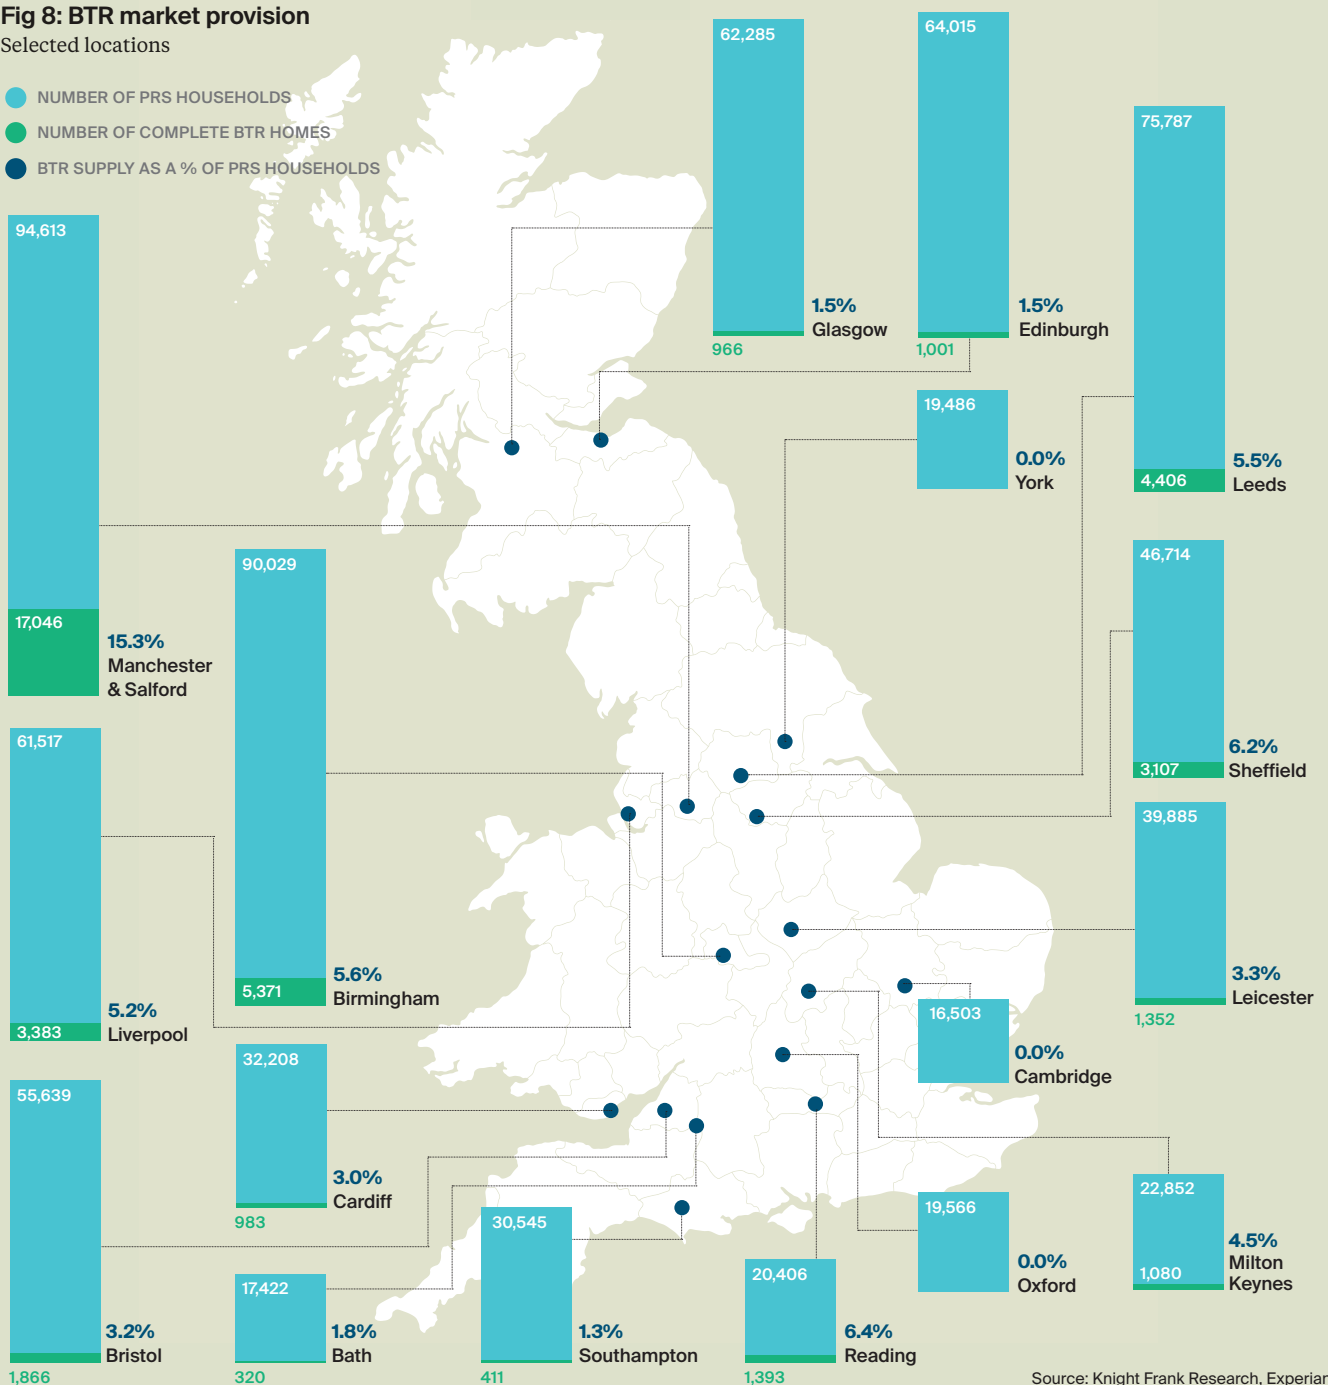 Fig 8: BTR market provision
Selected locations
NUMBER OF PRS HOUSEHOLDS
NUMBER OF COMPLETE BTR HOMES
BTR SUPPLY AS A % OF PRS HOUSEHOLDS
62,285
1.5%
Glasgow
966
64,015
1.5%
Edinburgh
1,001
75,787
4,406
5.5%
Leeds
94,613
17,046
15.3%
Manchester
& Salford
19,486
0.0%
York
90,029
5,371
5.6%
Birmingham
46,714
3,107
6.2%
Sheffield
61,517
3,383
5.2%
Liverpool
39,885
3.3%
Leicester
1,352
16,503
0.0%
Cambridge
32,208
3.0%
Cardiff
983
55,639
3.2%
Bristol
1,866
17,422
1.8%
Bath
320
30,545
1.3%
Southampton
411
20,406
6.4%
Reading
1,393
19,566
0.0%
Oxford
22,852
1,080
4.5%
Milton
Keynes
Source: Knight Frank Research, Experian